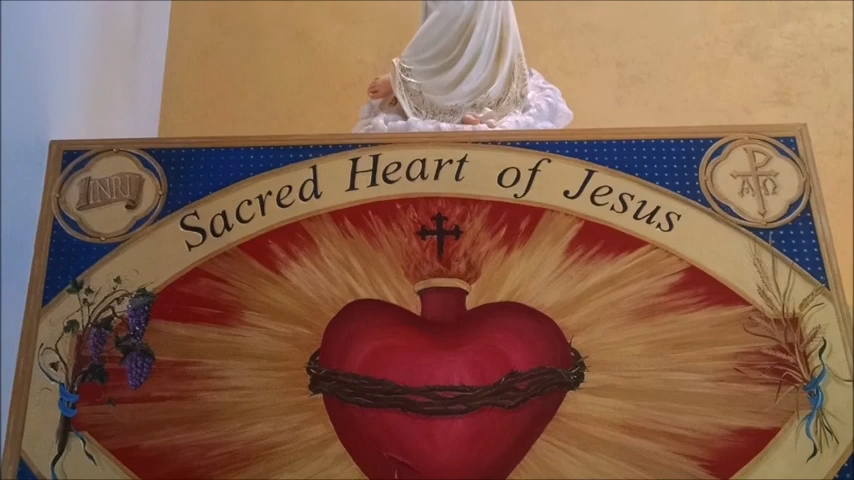 Sacred Heart of Jesus
INRI
P
A Ω